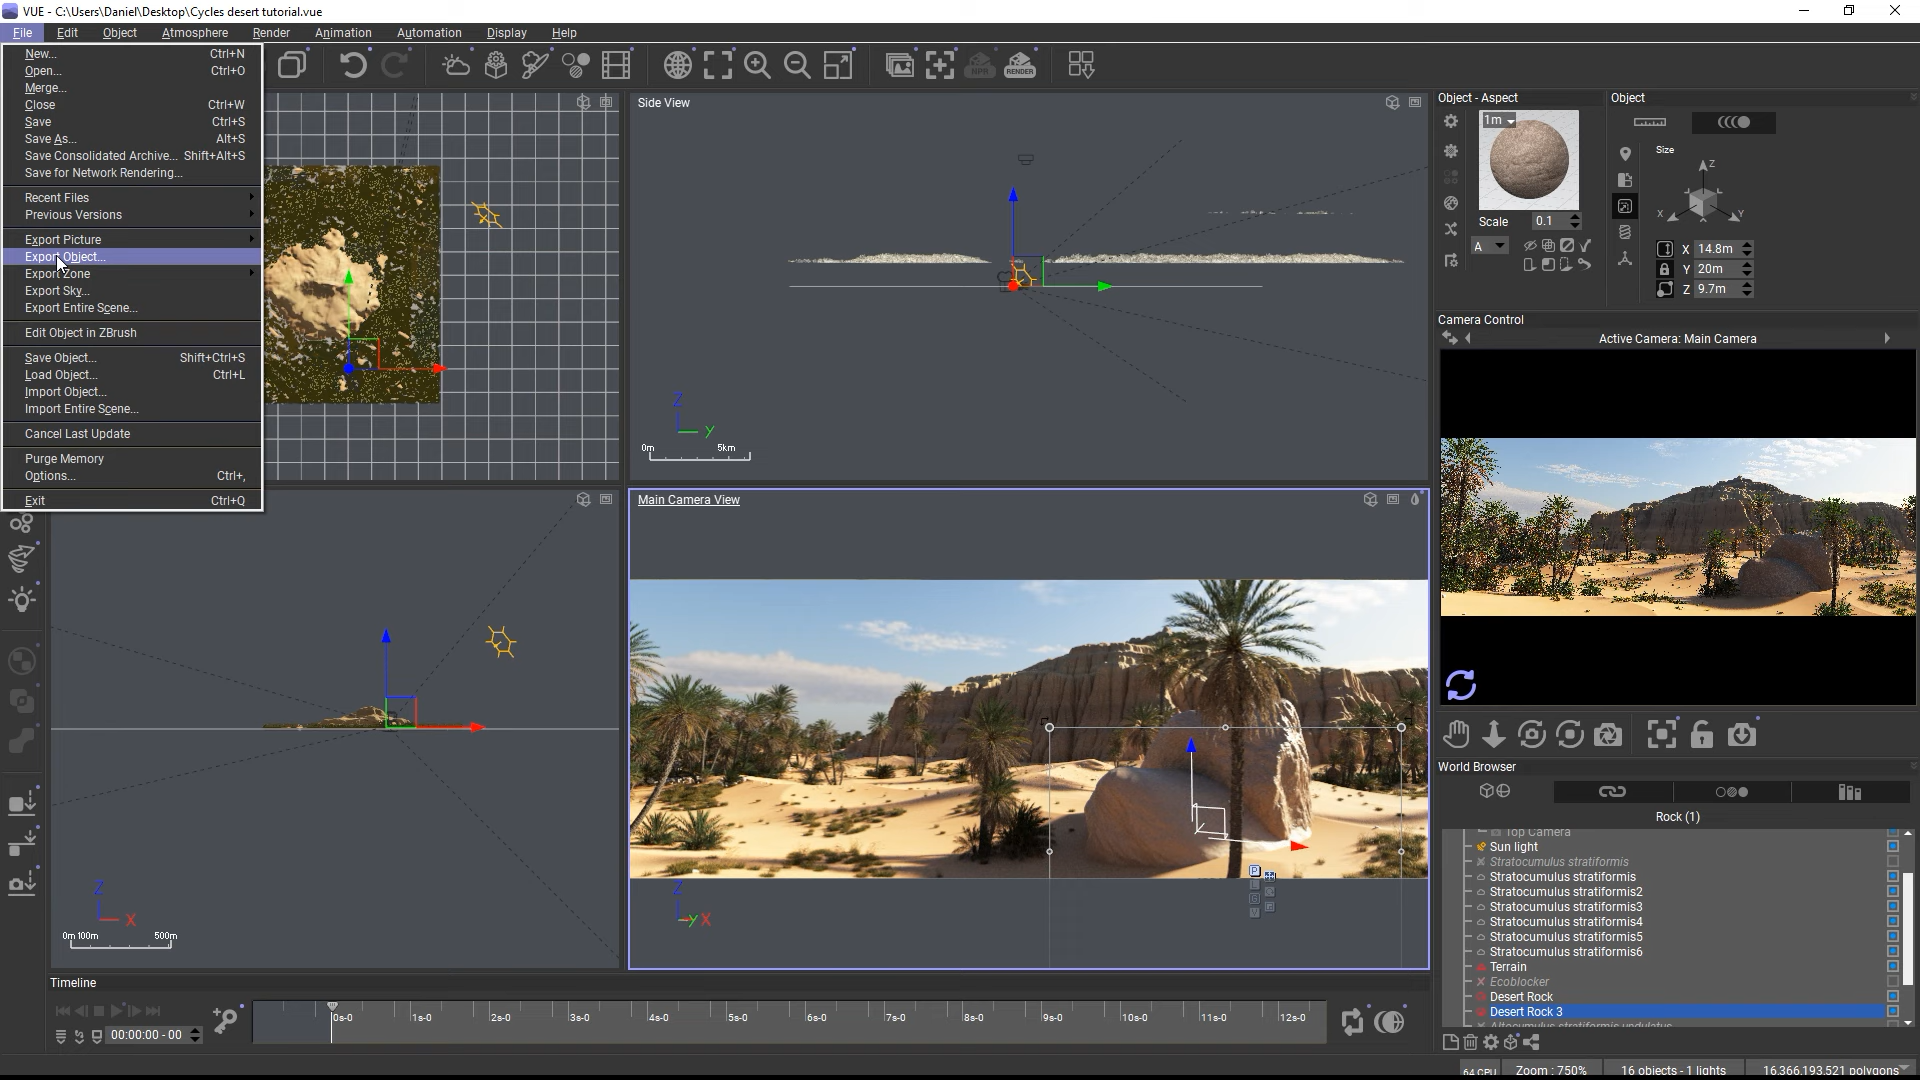 VUE - C:\Users\Daniel\Desktop\Cycles desert tutorial.vue
File Edit Object Atmosphere Render Animation Automation Display Help
New... Ctrl+N
Open... Ctrl+O
Merge...
Close Ctrl+W
Save Ctrl+S
Save As... Alt+S
Save Consolidated Archive... Shift+Alt+S
Save for Network Rendering...
Recent Files
Previous Versions
Export Picture
Export Object...
Export Zone
Export Sky...
Export Entire Scene...
Edit Object in ZBrush
Save Object... Shift+Ctrl+S
Load Object... Ctrl+L
Import Object...
Import Entire Scene...
Cancel Last Update
Purge Memory
Options... Ctrl+,
Exit Ctrl+Q
NPR
RENDER
Side View
Z
Y
0m 5km
Z
X
0m 100m 500m
Main Camera View
P
L
G
V
Z
Y X
Object - Aspect
1m
Scale 0.1
A
Object
Size
Z
X
Y
X 14.8m
Y 20m
Z 9.7m
Camera Control
Active Camera: Main Camera
World Browser
Rock (1)
Top Camera
Sun light
Stratocumulus stratiformis
Stratocumulus stratiformis
Stratocumulus stratiformis2
Stratocumulus stratiformis3
Stratocumulus stratiformis4
Stratocumulus stratiformis5
Stratocumulus stratiformis6
Terrain
Ecoblocker
Desert Rock
Desert Rock 3
Altocumulus stratiformis undulatus
Timeline
00:00:00 - 00
0s-0 1s-0 2s-0 3s-0 4s-0 5s-0 6s-0 7s-0 8s-0 9s-0 10s-0 11s-0 12s-0
64 CPU Zoom : 750% 16 objects - 1 lights 16,366,193,521 polygons